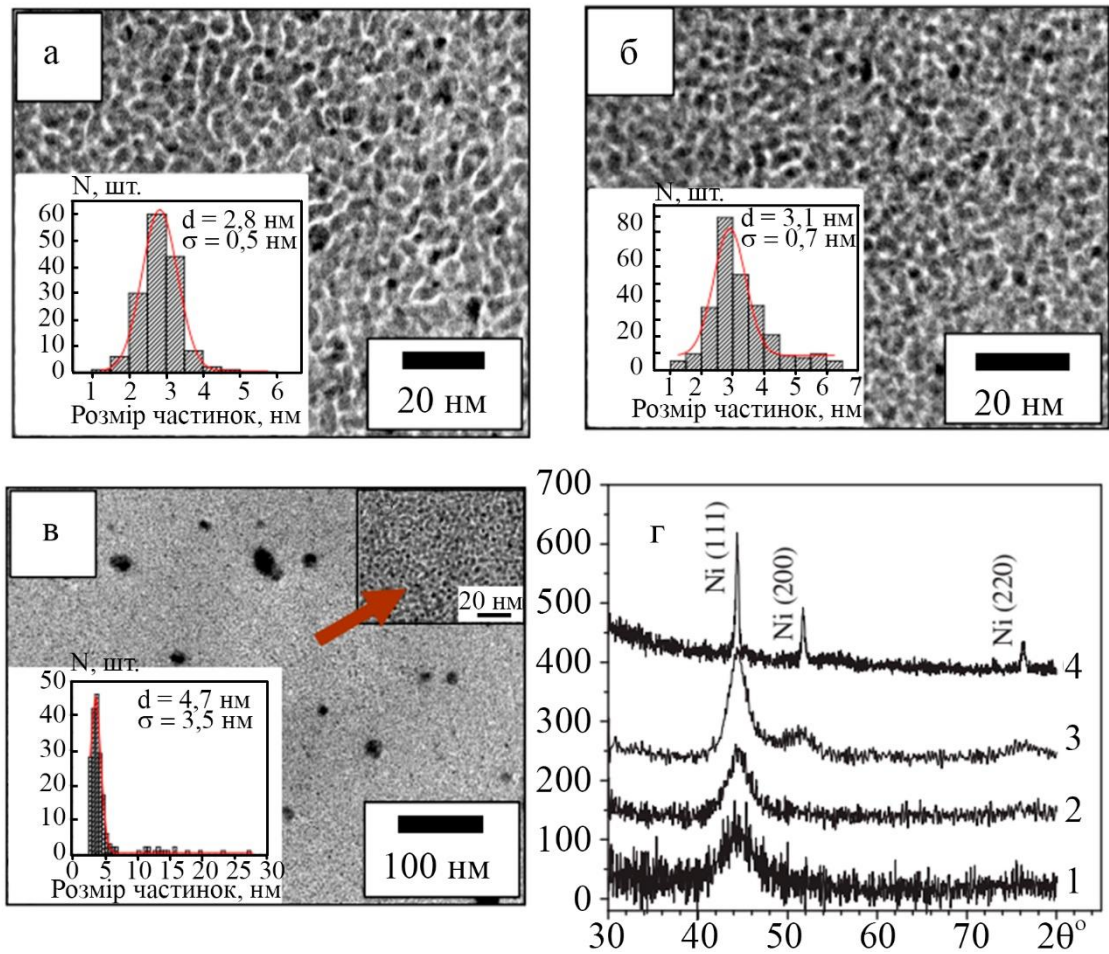 а
N, шт.
60
50
40
30
20
10
0
d = 2,8 нм
σ = 0,5 нм
1 2 3 4 5 6
Розмір частинок, нм
20 нм
б
N, шт.
80
60
40
80
20
0
d = 3,1 нм
σ = 0,7 нм
1 2 3 4 5 6 7
Розмір частинок, нм
20 нм
в
20 нм
N, шт.
50
40
30
20
10
0
d = 4,7 нм
σ = 3,5 нм
0 5 10 15 20 25 30
Розмір частинок, нм
100 нм
г
700
600
500
400
300
200
100
0
Ni (111)
Ni (200)
Ni (220)
4
3
2
1
30 40 50 60 70 2θº